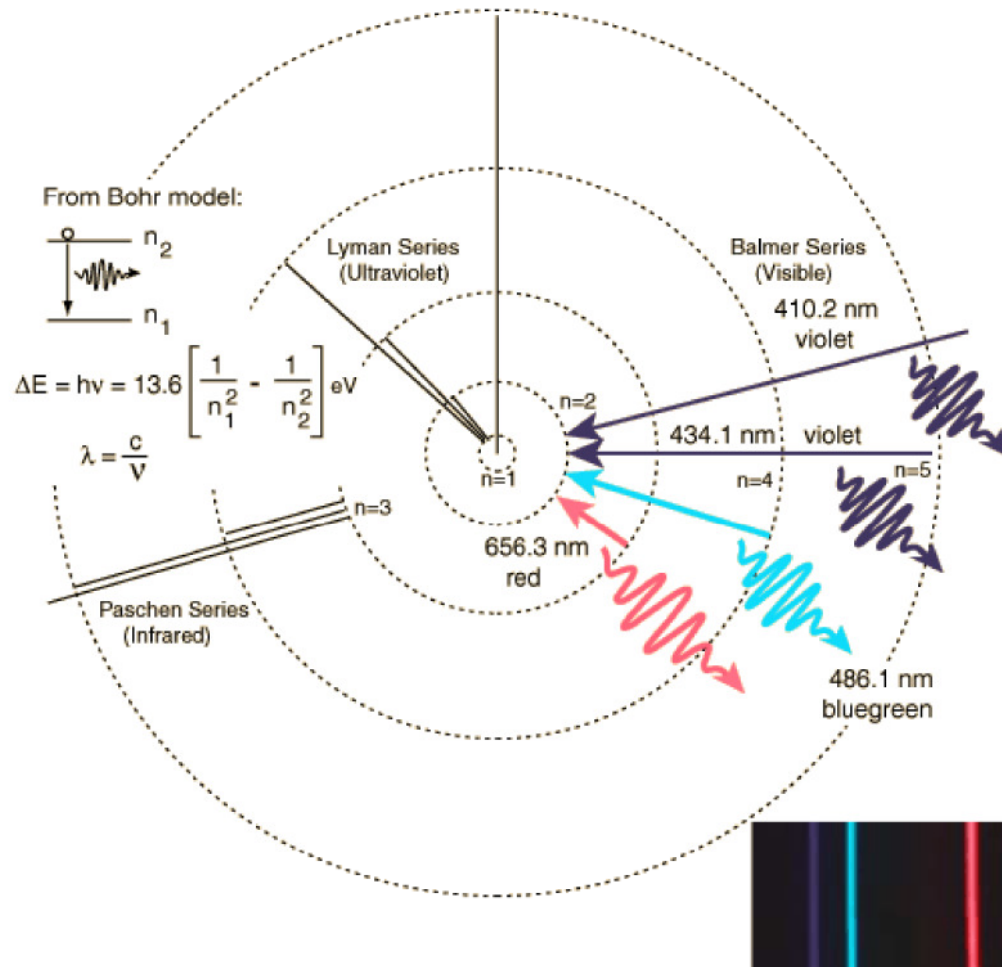 From Bohr model:
n₂
n₁
ΔE = hν = 13.6 [ 1/n₁² - 1/n₂² ] eV
λ = c/ν
Lyman Series
(Ultraviolet)
Balmer Series
(Visible)
410.2 nm
violet
n=2
434.1 nm violet
n=1
n=4
n=5
n=3
656.3 nm
red
Paschen Series
(Infrared)
486.1 nm
bluegreen